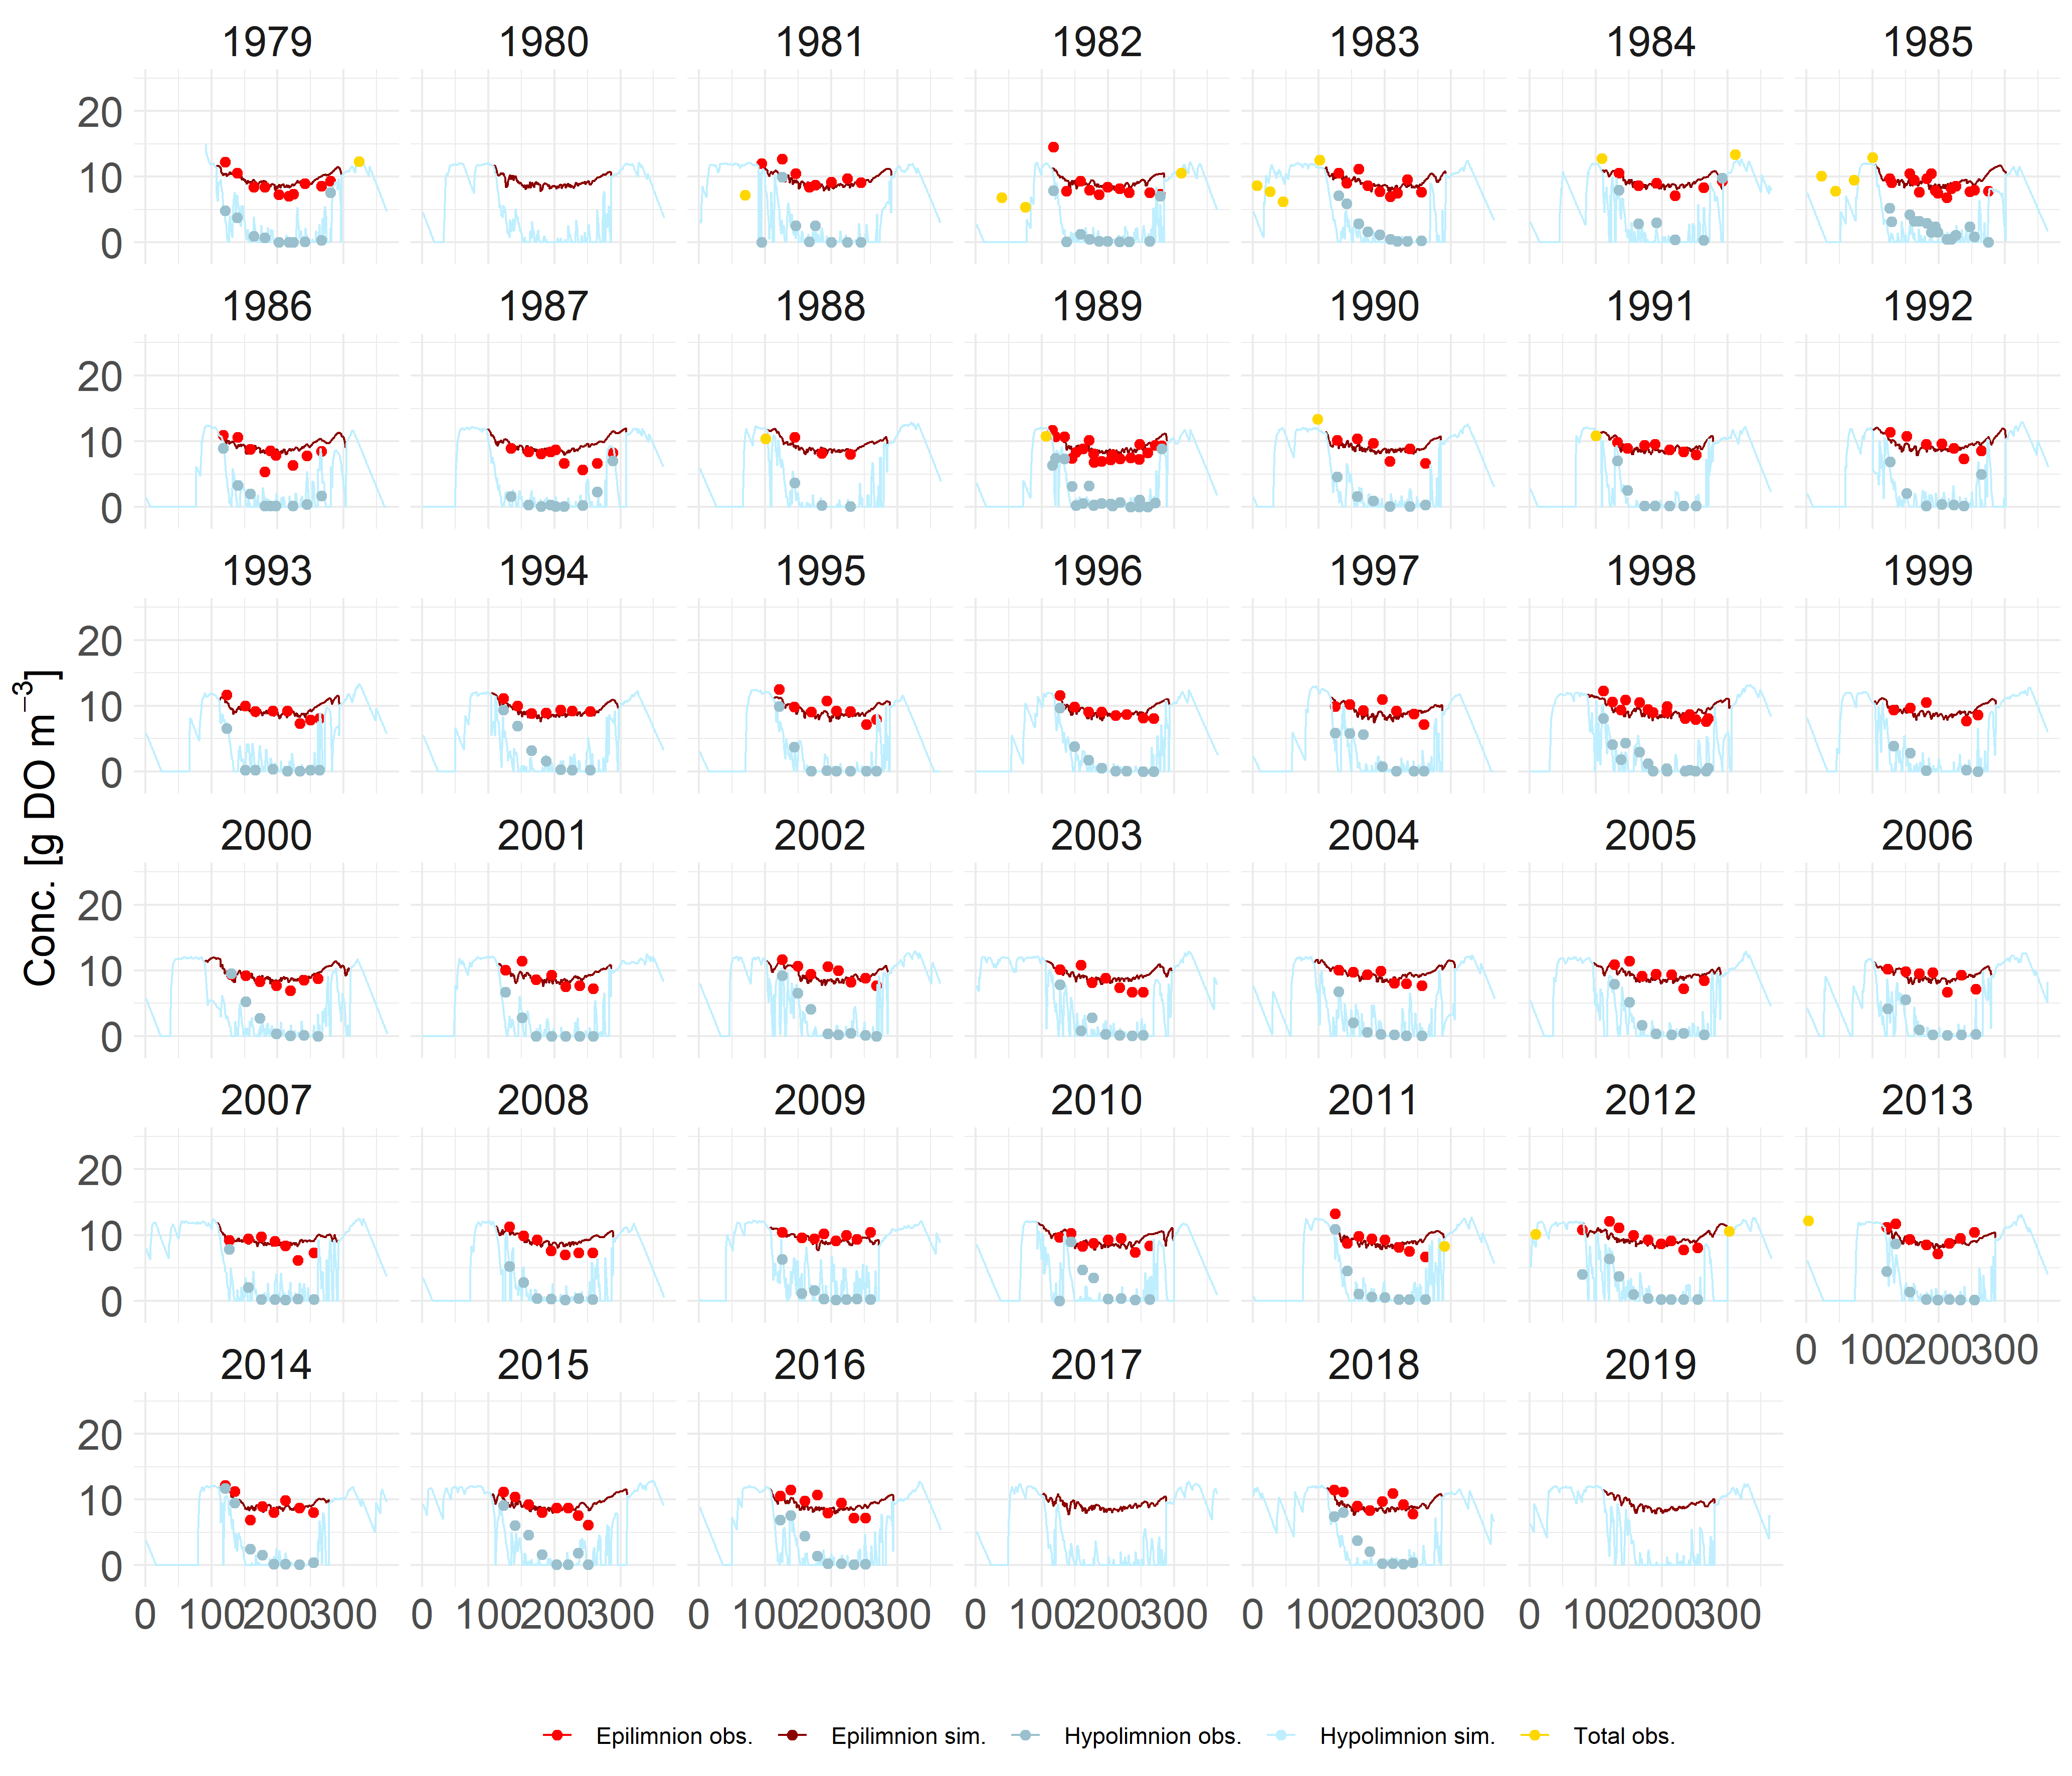 1979 1980 1981 1982 1983 1984 1985
20
10
0
1986 1987 1988 1989 1990 1991 1992
20
10
0
1993 1994 1995 1996 1997 1998 1999
20
10
0
Conc. [g DO m⁻³]
2000 2001 2002 2003 2004 2005 2006
20
10
0
2007 2008 2009 2010 2011 2012 2013
20
10
0
0 100 200 300
2014 2015 2016 2017 2018 2019
20
10
0
0 100 200 300 0 100 200 300 0 100 200 300 0 100 200 300 0 100 200 300 0 100 200 300
Epilimnion obs. Epilimnion sim. Hypolimnion obs. Hypolimnion sim. Total obs.